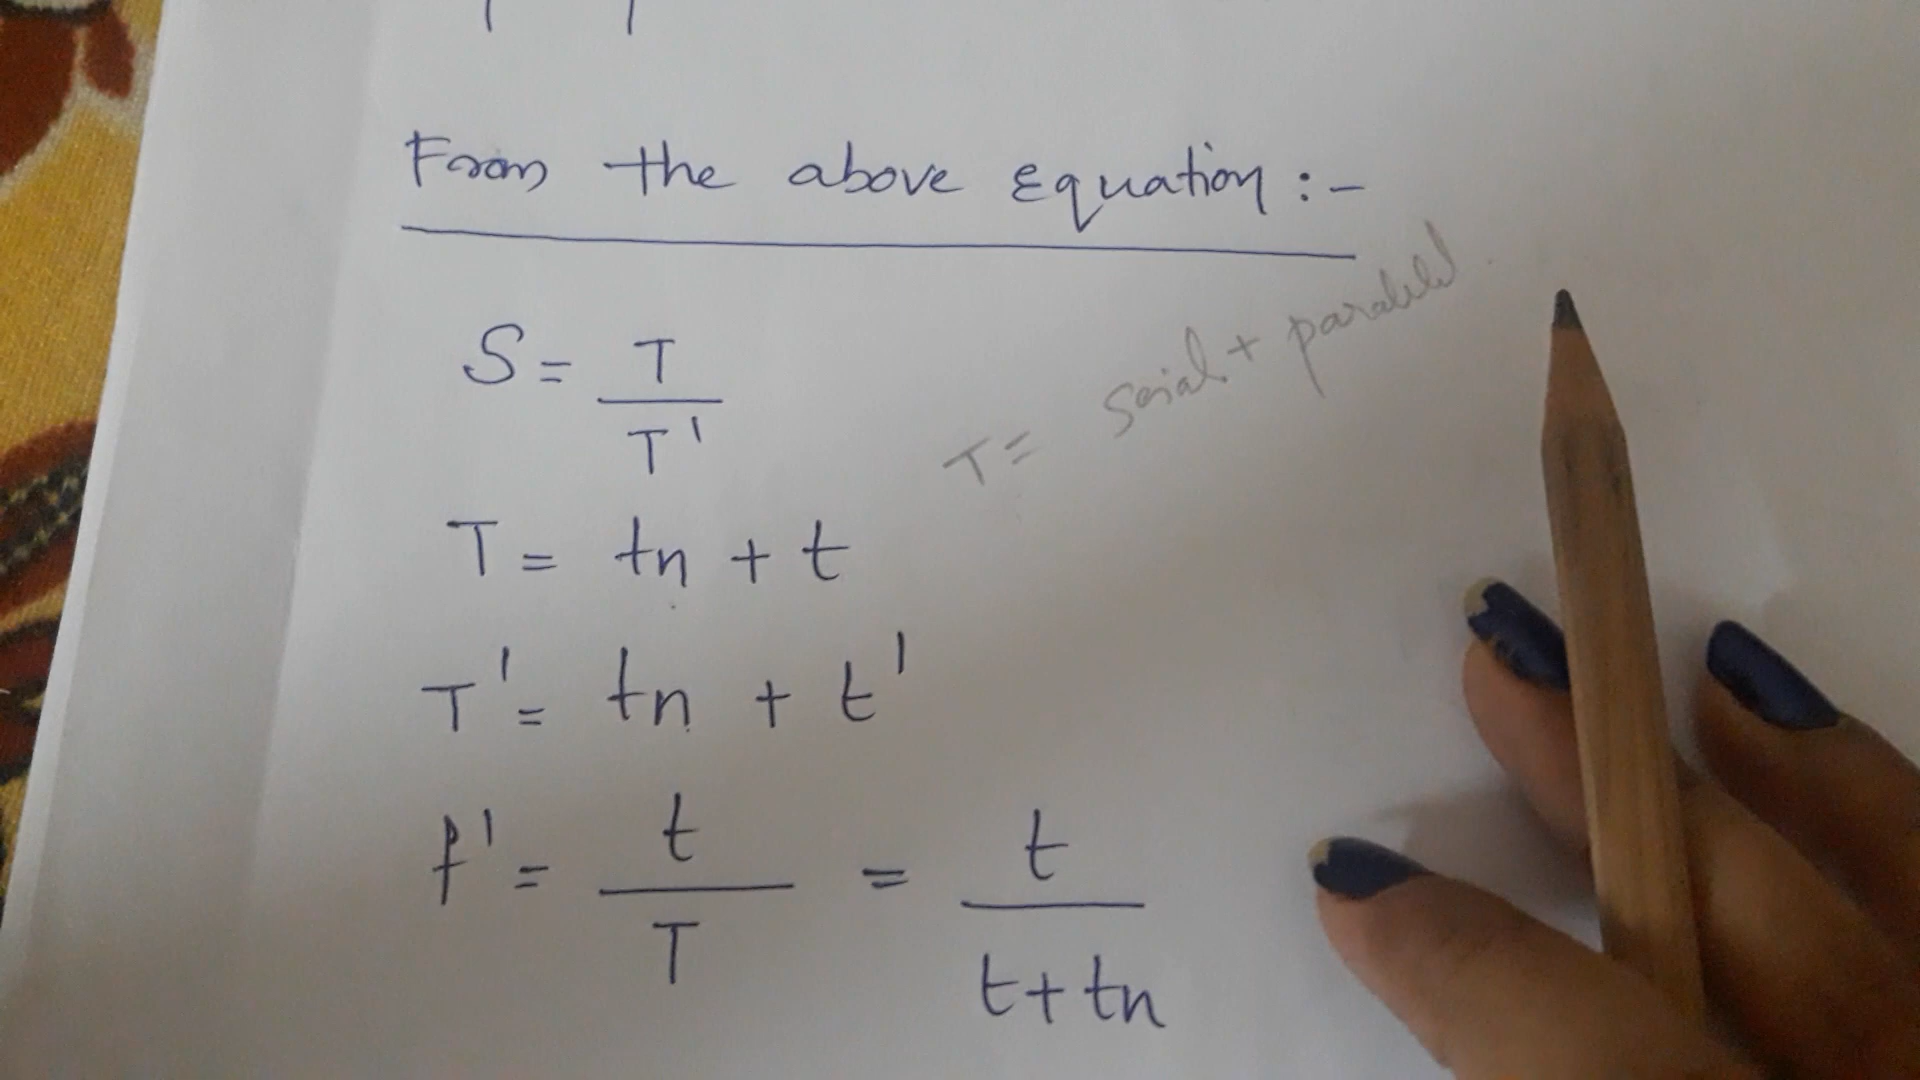 From the above Equation :-
S = T / T'
T = serial + parallel
T = tn + t
T' = tn + t'
f' = t / T = t / t + tn